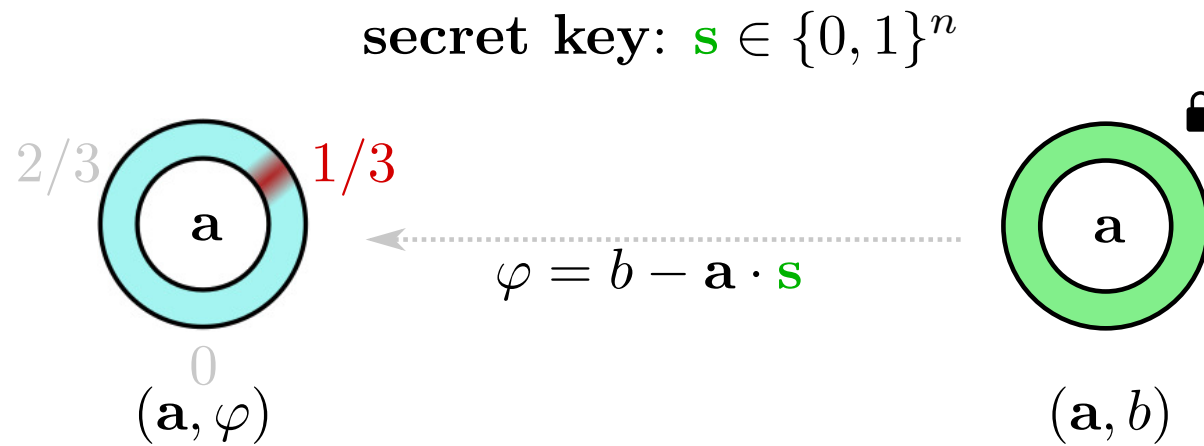 secret key: s ∈ {0, 1}ⁿ
2/3
1/3
a
a
φ = b − a · s
0
(a, φ)
(a, b)